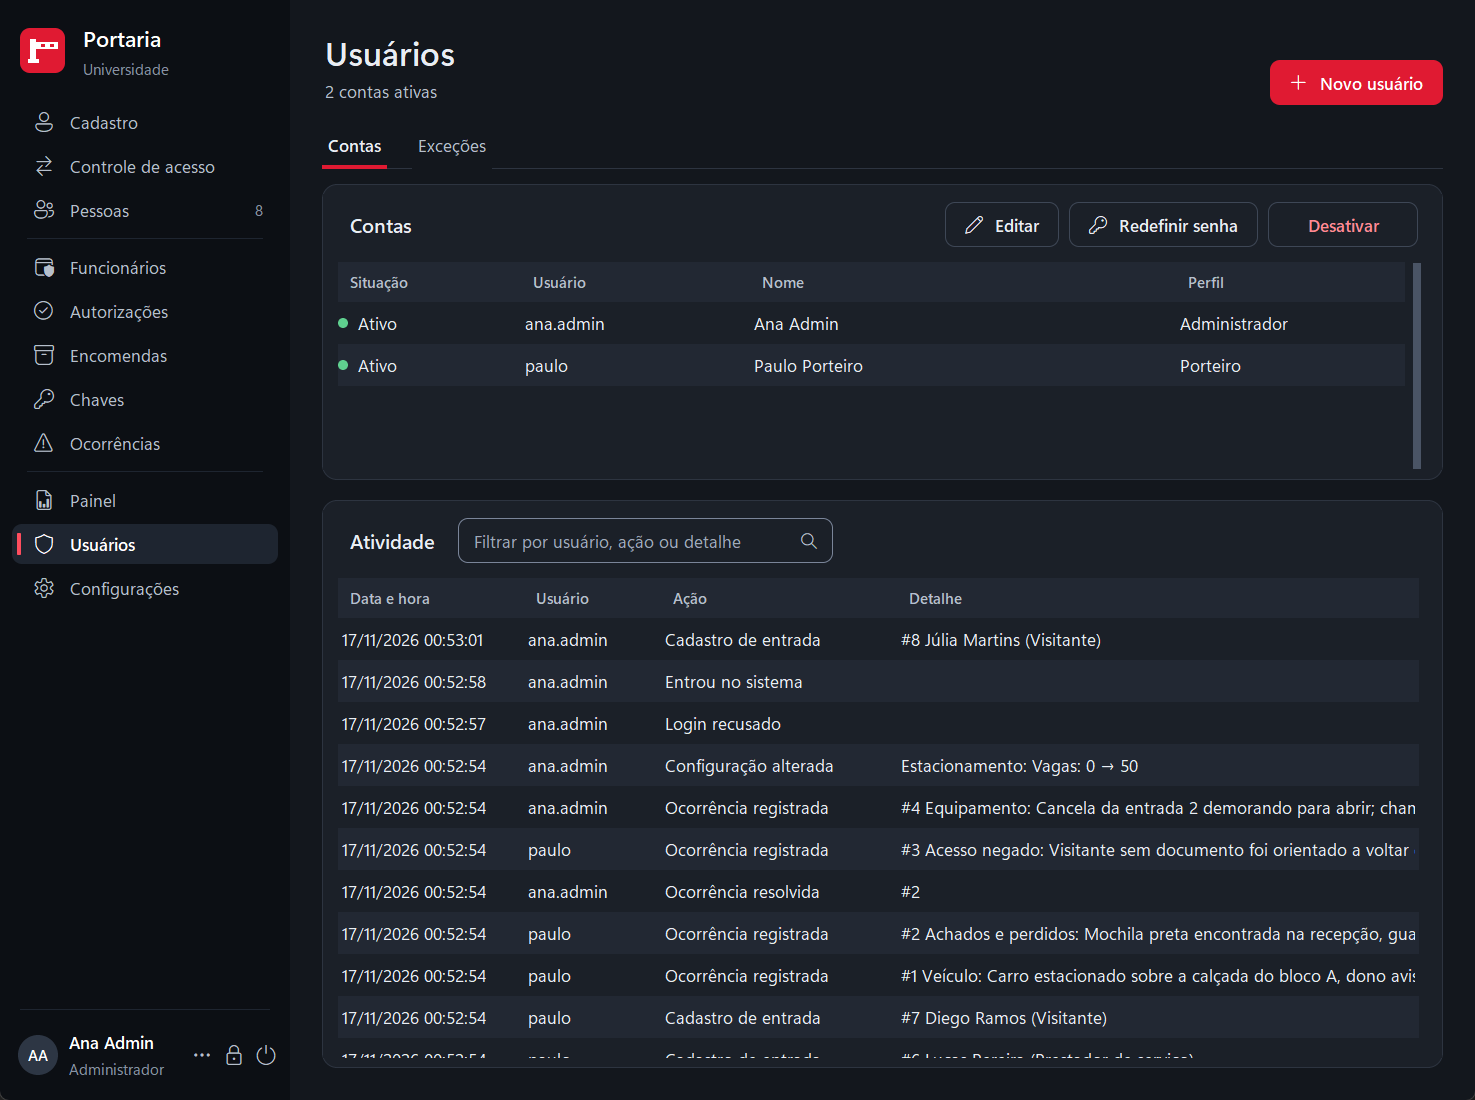 Portaria
Universidade
Cadastro
Controle de acesso
Pessoas 8
Funcionários
Autorizações
Encomendas
Chaves
Ocorrências
Painel
Usuários
Configurações
AA
Ana Admin
Administrador
Usuários
2 contas ativas
Novo usuário
Contas Exceções
Contas Editar Redefinir senha Desativar
Situação Usuário Nome Perfil
Ativo ana.admin Ana Admin Administrador
Ativo paulo Paulo Porteiro Porteiro
Atividade Filtrar por usuário, ação ou detalhe
Data e hora Usuário Ação Detalhe
17/11/2026 00:53:01 ana.admin Cadastro de entrada #8 Júlia Martins (Visitante)
17/11/2026 00:52:58 ana.admin Entrou no sistema
17/11/2026 00:52:57 ana.admin Login recusado
17/11/2026 00:52:54 ana.admin Configuração alterada Estacionamento: Vagas: 0 → 50
17/11/2026 00:52:54 ana.admin Ocorrência registrada #4 Equipamento: Cancela da entrada 2 demorando para abrir; cham
17/11/2026 00:52:54 paulo Ocorrência registrada #3 Acesso negado: Visitante sem documento foi orientado a voltar
17/11/2026 00:52:54 ana.admin Ocorrência resolvida #2
17/11/2026 00:52:54 paulo Ocorrência registrada #2 Achados e perdidos: Mochila preta encontrada na recepção, gua
17/11/2026 00:52:54 paulo Ocorrência registrada #1 Veículo: Carro estacionado sobre a calçada do bloco A, dono avis
17/11/2026 00:52:54 paulo Cadastro de entrada #7 Diego Ramos (Visitante)